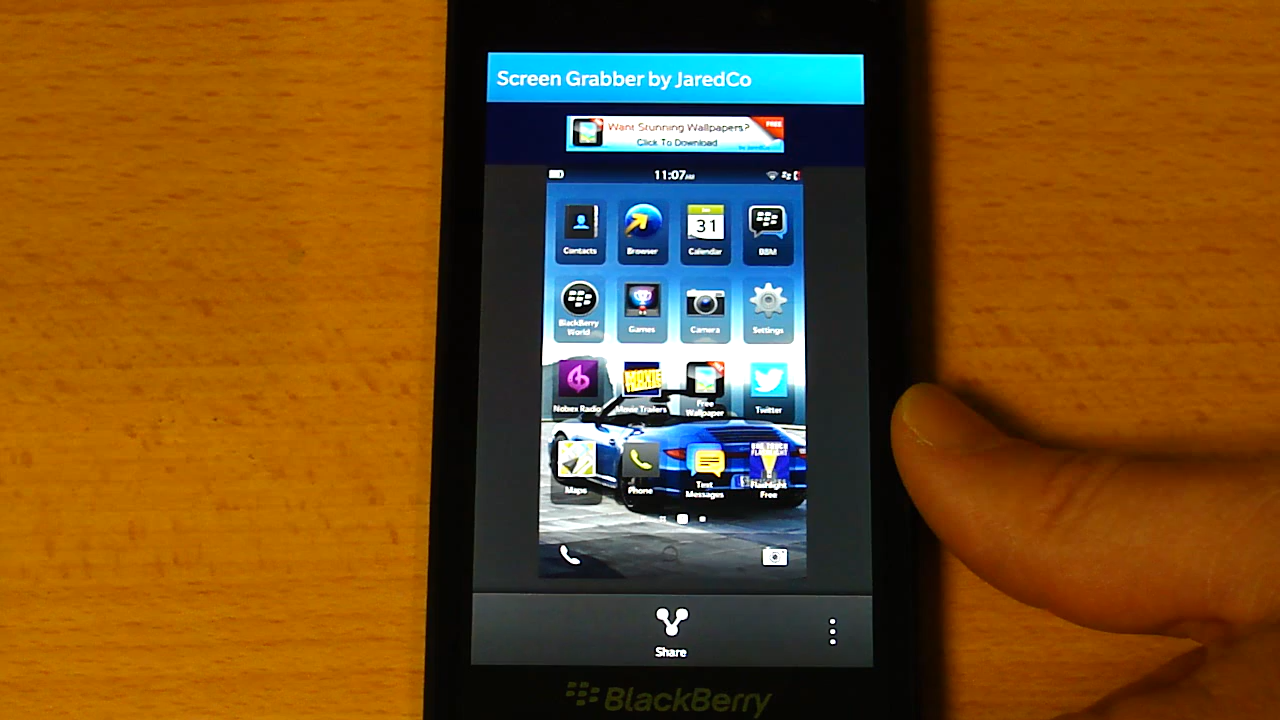 Screen Grabber by JaredCo
Want Stunning Wallpapers? FREE
Click To Download
11:07 AM
Contacts Browser 31 Calendar BBM
BlackBerry World Games Camera Settings
Nobex Radio Movie Trailers Free Wallpaper Twitter
Maps Phone Text Messages Flashlight Free
Share
BlackBerry